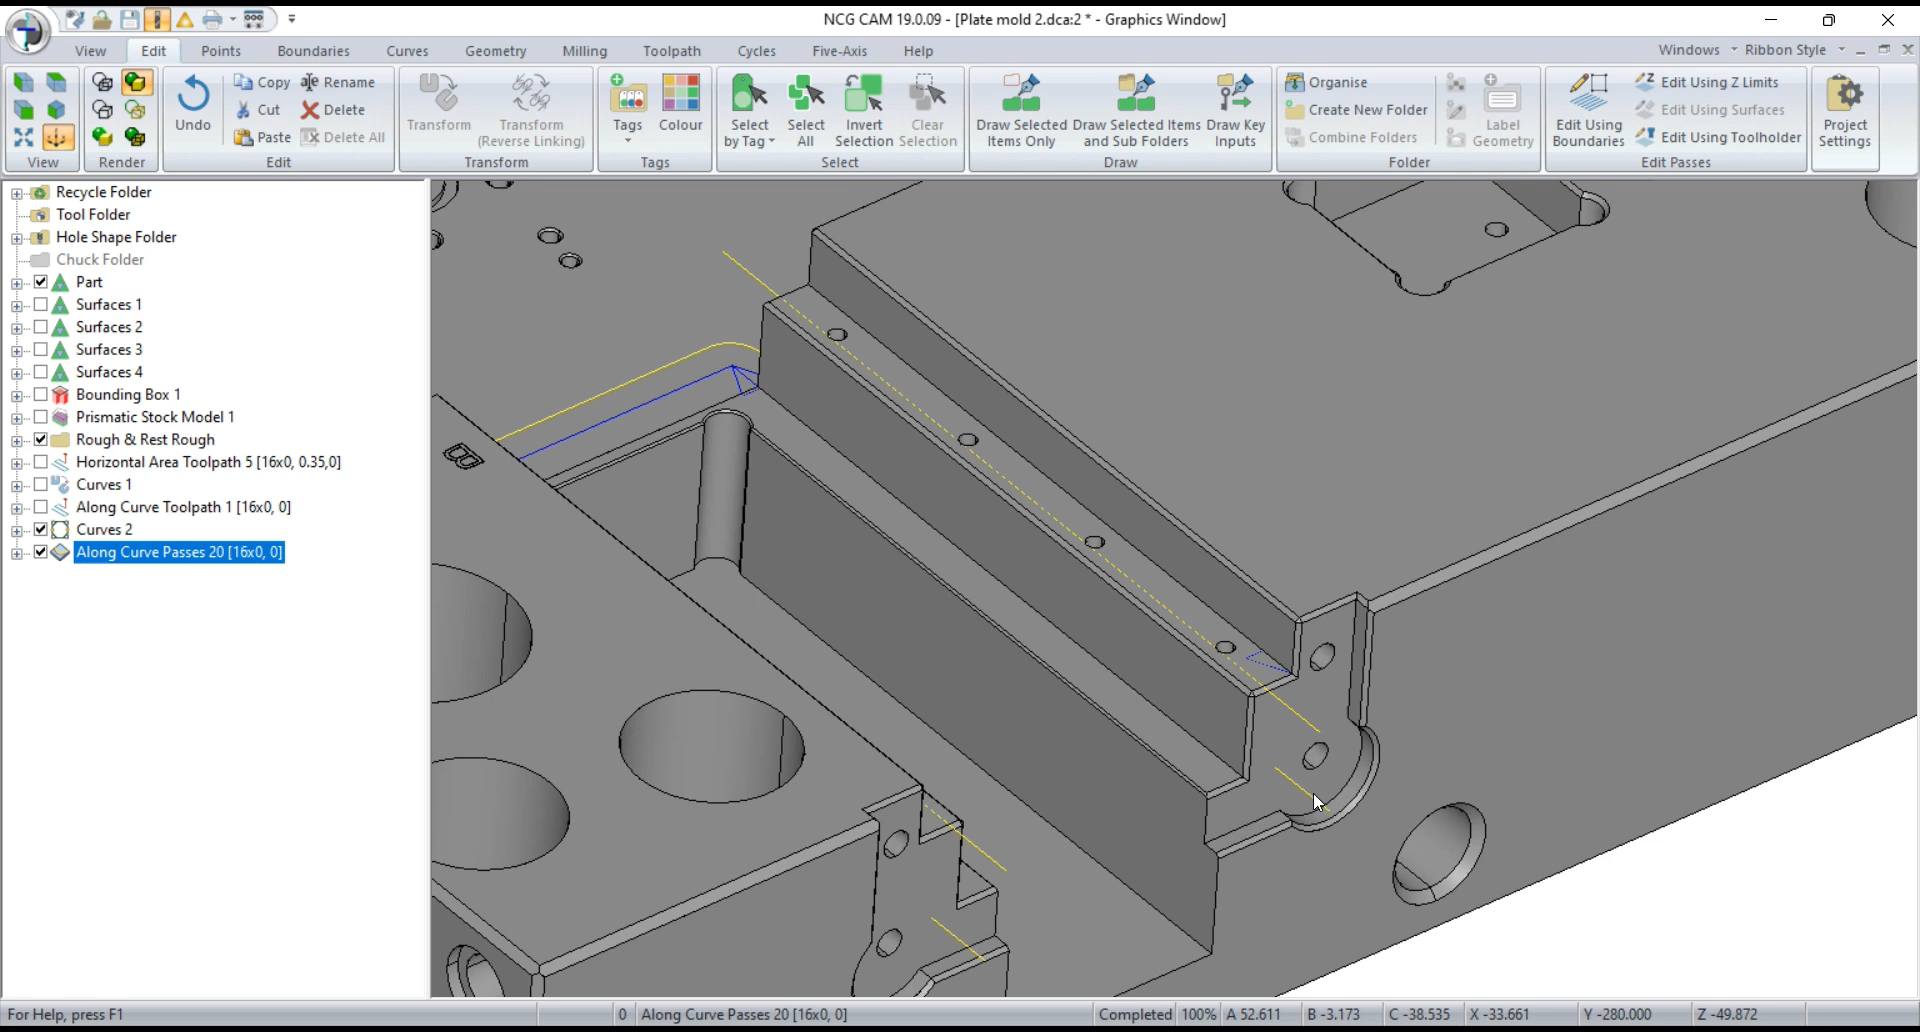 NCG CAM 19.0.09 - [Plate mold 2.dca:2 * - Graphics Window]
View Edit Points Boundaries Curves Geometry Milling Toolpath Cycles Five-Axis Help Windows Ribbon Style
View
Render
Undo
Copy
Cut
Paste
Rename
Delete
Delete All
Edit
Transform
Transform
(Reverse Linking)
Transform
Tags
Colour
Tags
Select
by Tag
Select
All
Invert
Selection
Clear
Selection
Select
Draw Selected
Items Only
Draw Selected Items
and Sub Folders
Draw Key
Inputs
Draw
Organise
Create New Folder
Combine Folders
Label
Geometry
Folder
Edit Using
Boundaries
Edit Using Z Limits
Edit Using Surfaces
Edit Using Toolholder
Edit Passes
Project
Settings
Recycle Folder
Tool Folder
Hole Shape Folder
Chuck Folder
Part
Surfaces 1
Surfaces 2
Surfaces 3
Surfaces 4
Bounding Box 1
Prismatic Stock Model 1
Rough & Rest Rough
Horizontal Area Toolpath 5 [16x0, 0.35,0]
Curves 1
Along Curve Toolpath 1 [16x0, 0]
Curves 2
Along Curve Passes 20 [16x0, 0]
B
For Help, press F1 0 Along Curve Passes 20 [16x0, 0] Completed 100% A 52.611 B -3.173 C -38.535 X -33.661 Y -280.000 Z -49.872